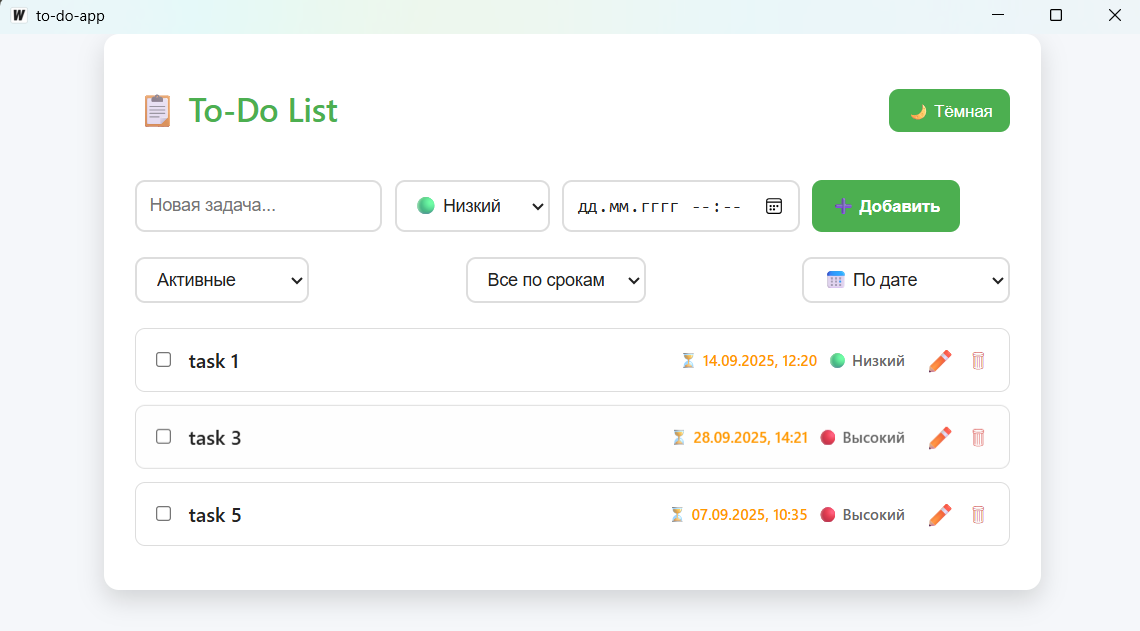 W to-do-app
To-Do List
Тёмная
Новая задача... Низкий дд.мм.гггг --:-- Добавить
Активные Все по срокам По дате
task 1 14.09.2025, 12:20 Низкий
task 3 28.09.2025, 14:21 Высокий
task 5 07.09.2025, 10:35 Высокий